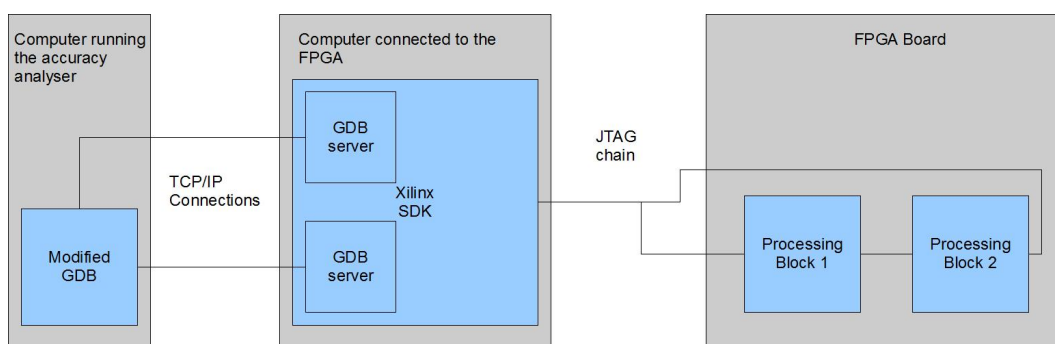 Computer running
the accuracy
analyser
Modified
GDB
TCP/IP
Connections
Computer connected to the
FPGA
GDB
server
Xilinx
SDK
GDB
server
JTAG
chain
FPGA Board
Processing
Block 1
Processing
Block 2